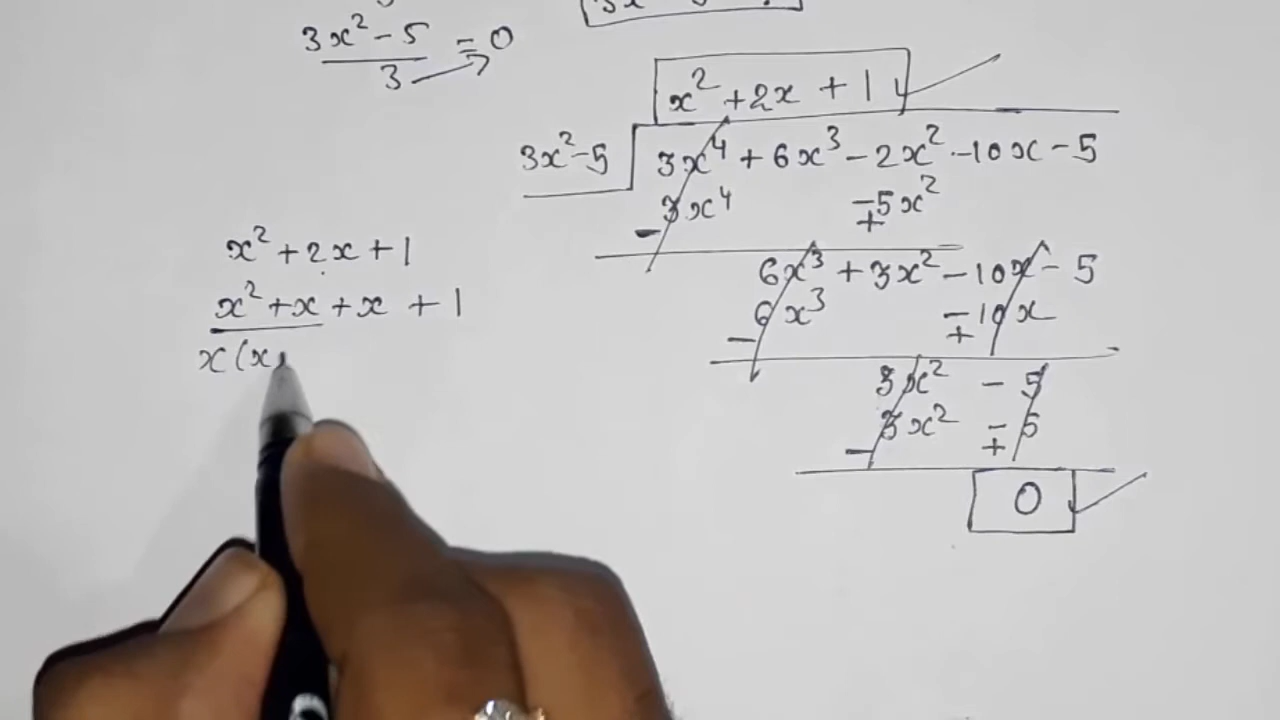 3x² - 5
3 = 0
x² + 2x + 1
3x² - 5 3x⁴ + 6x³ - 2x² - 10x - 5
- 3x⁴ -5x²
+
6x³ + 3x² - 10x - 5
- 6x³ -10x
+
3x² - 5
- 3x² - 5
+
0
x² + 2x + 1
x² + x + x + 1
x(x